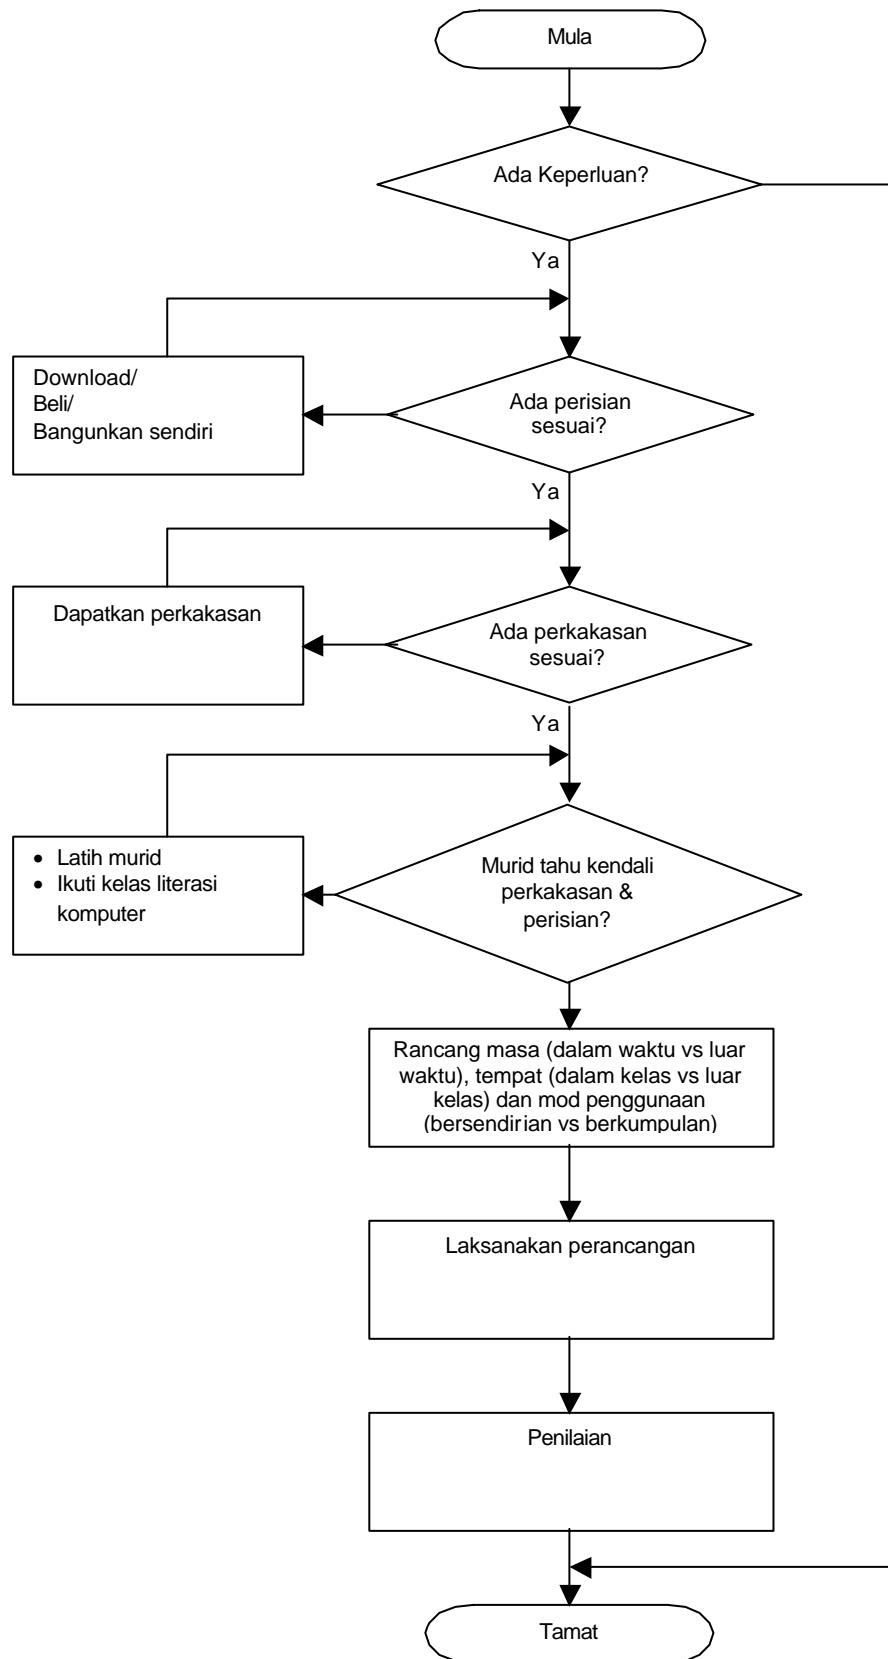 Mula
Ada Keperluan?
Ya
Download/
Beli/
Bangunkan sendiri
Ada perisian
sesuai?
Ya
Dapatkan perkakasan
Ada perkakasan
sesuai?
Ya
• Latih murid
• Ikuti kelas literasi
komputer
Murid tahu kendali
perkakasan &
perisian?
Rancang masa (dalam waktu vs luar
waktu), tempat (dalam kelas vs luar
kelas) dan mod penggunaan
(bersendirian vs berkumpulan)
Laksanakan perancangan
Penilaian
Tamat